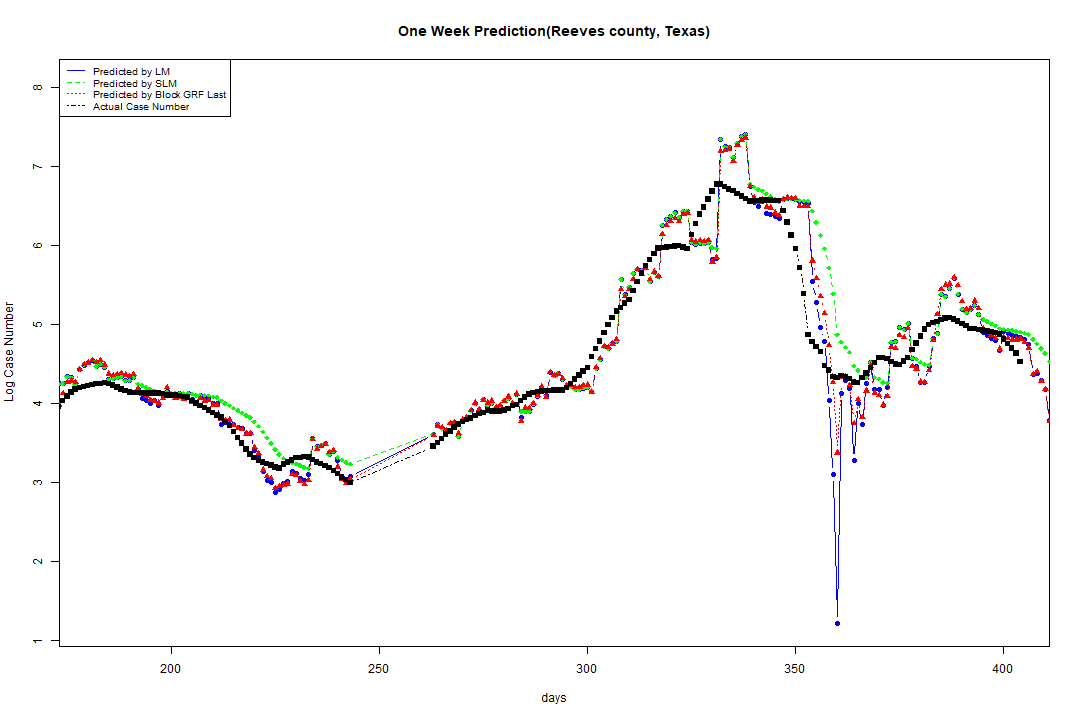 One Week Prediction(Reeves county, Texas)
Predicted by LM
Predicted by SLM
Predicted by Block GRF Last
Actual Case Number
Log Case Number
8
7
6
5
4
3
2
1
200 250 300 350 400
days